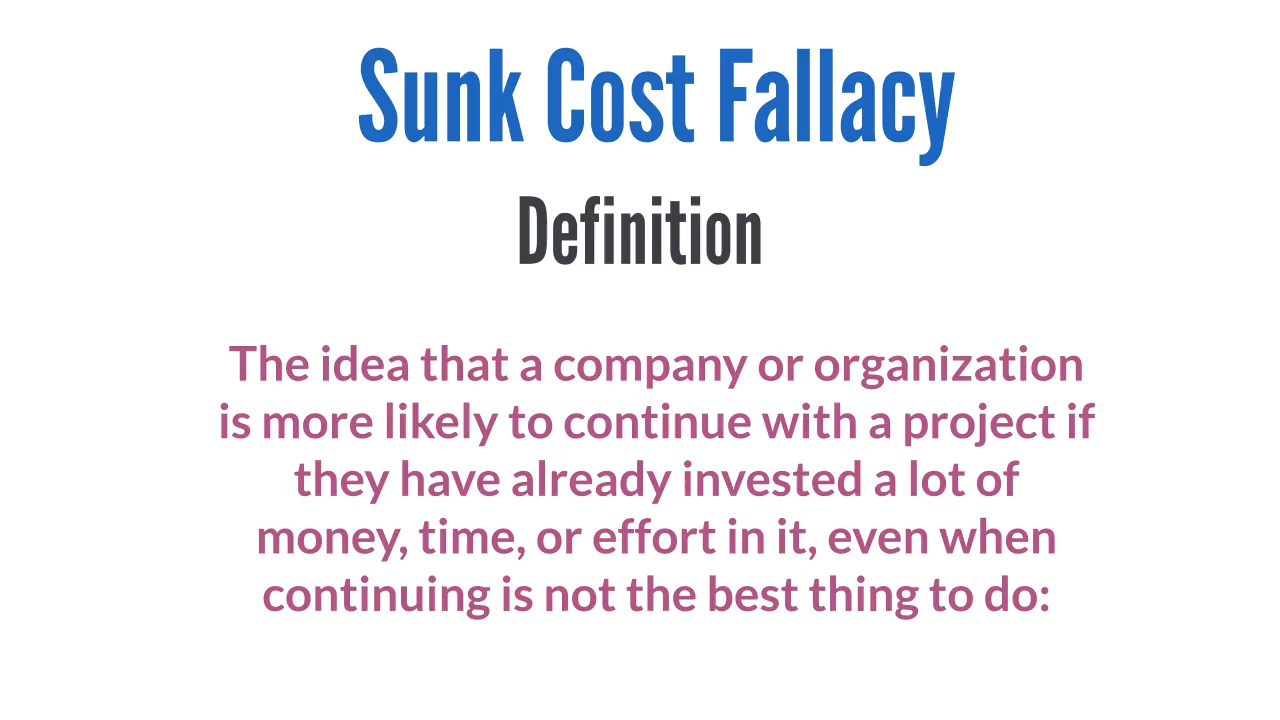 Sunk Cost Fallacy
Definition
The idea that a company or organization
is more likely to continue with a project if
they have already invested a lot of
money, time, or effort in it, even when
continuing is not the best thing to do: